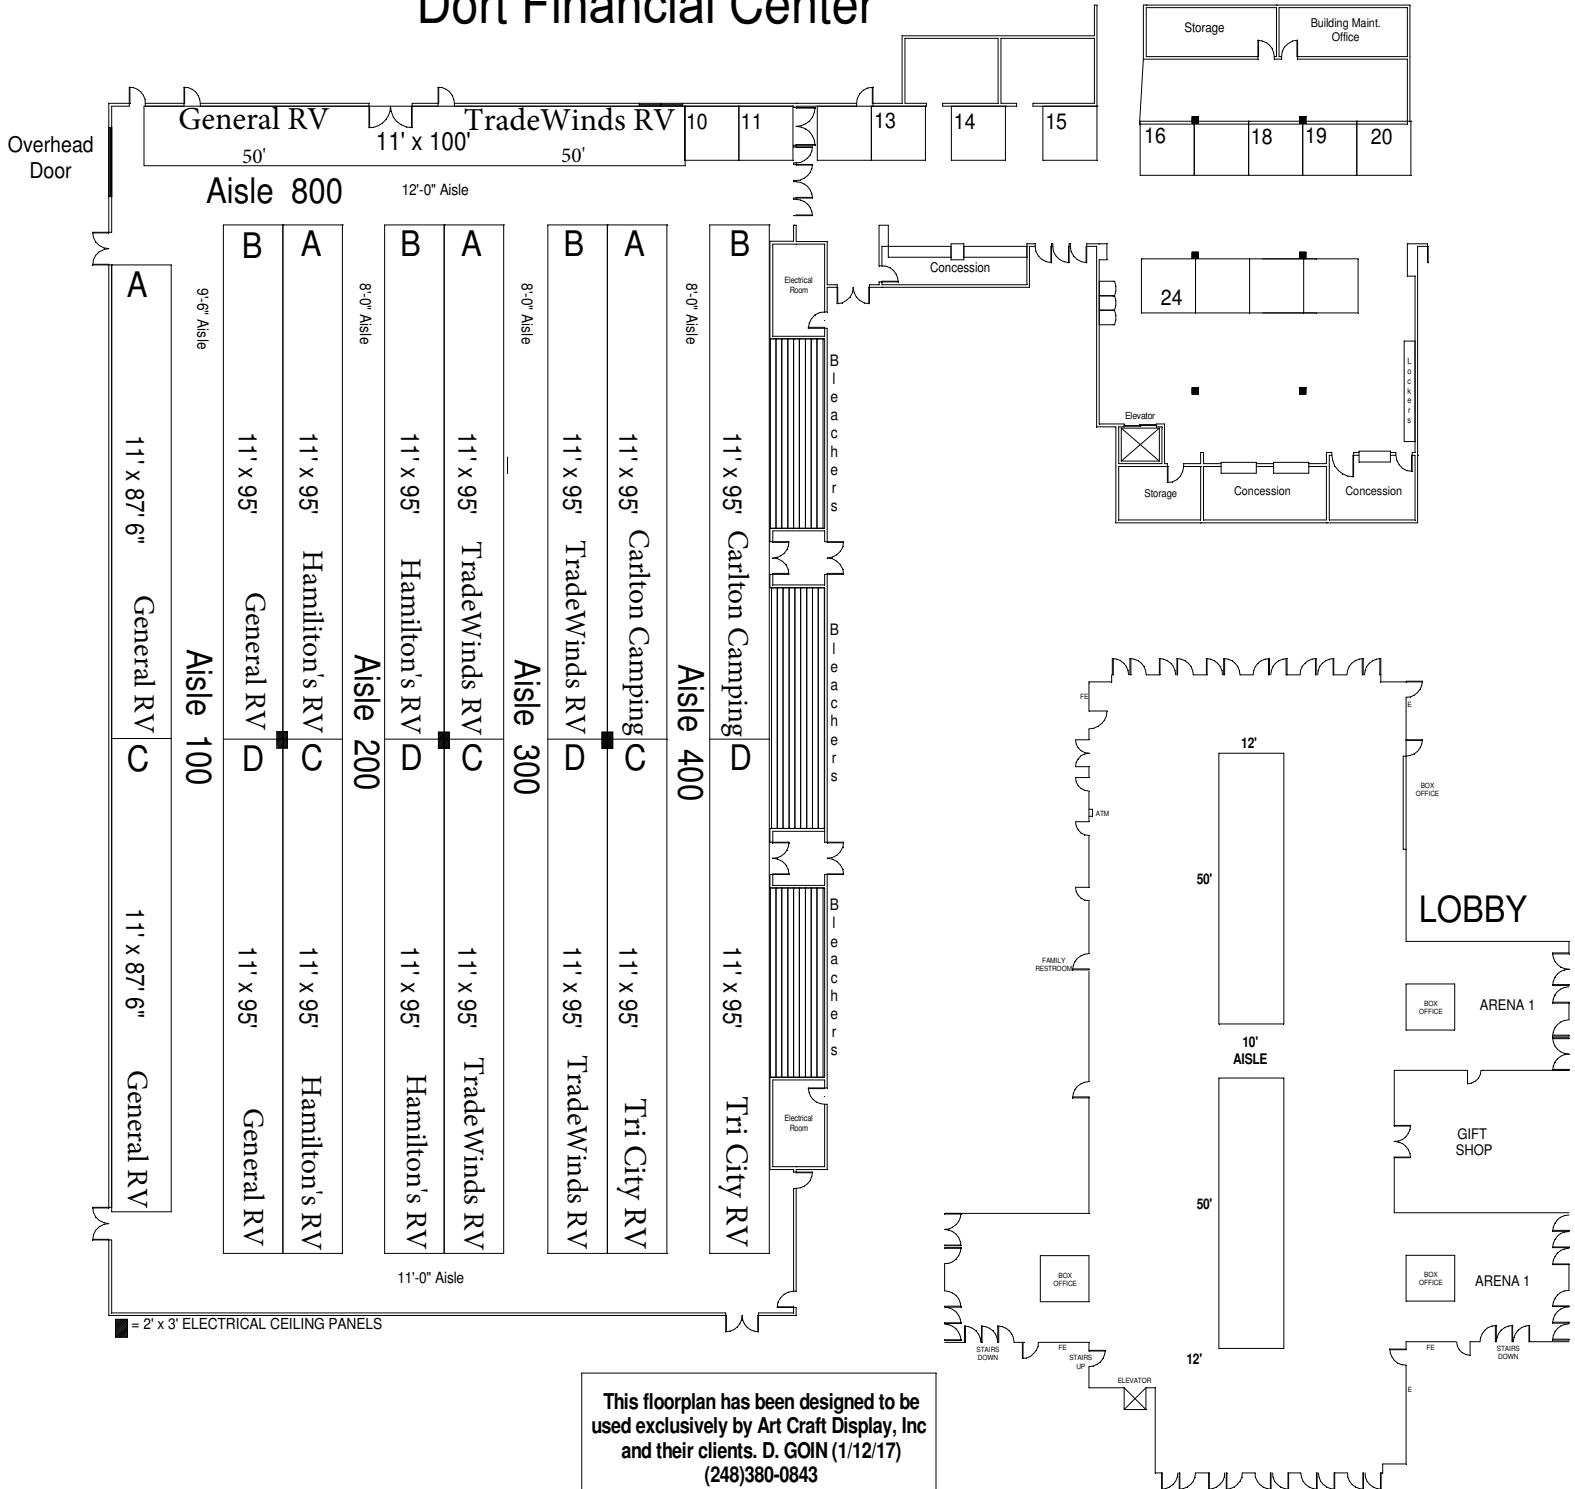 Dort Financial Center
Storage
Building Maint.
Office
General RV
TradeWinds RV
11' x 100'
50'
50'
10
11
13
14
15
16
18
19
20
Overhead
Door
Aisle 800
12'-0" Aisle
B
A
B
A
B
A
B
A
9'-6" Aisle
8'-0" Aisle
8'-0" Aisle
8'-0" Aisle
Electrical
Room
Concession
24
Bleachers
Lockers
Elevator
Storage
Concession
Concession
11' x 87' 6"
11' x 95'
11' x 95'
11' x 95'
11' x 95'
11' x 95'
11' x 95'
11' x 95'
General RV
General RV
Hamiliton's RV
Hamilton's RV
TradeWinds RV
TradeWinds RV
Carlton Camping
Carlton Camping
Aisle 100
Aisle 200
Aisle 300
Aisle 400
Bleachers
C
D
C
D
C
D
C
D
11' x 87' 6"
11' x 95'
11' x 95'
11' x 95'
11' x 95'
11' x 95'
11' x 95'
11' x 95'
Bleachers
General RV
General RV
Hamilton's RV
Hamilton's RV
TradeWinds RV
TradeWinds RV
Tri City RV
Tri City RV
Electrical
Room
11'-0" Aisle
= 2' x 3' ELECTRICAL CEILING PANELS
FE
E
12'
BOX
OFFICE
ATM
50'
LOBBY
FAMILY
RESTROOM
BOX
OFFICE
ARENA 1
10'
AISLE
GIFT
SHOP
50'
BOX
OFFICE
BOX
OFFICE
ARENA 1
STAIRS
DOWN
FE
STAIRS
UP
12'
FE
STAIRS
DOWN
ELEVATOR
E
This floorplan has been designed to be
used exclusively by Art Craft Display, Inc
and their clients. D. GOIN (1/12/17)
(248)380-0843